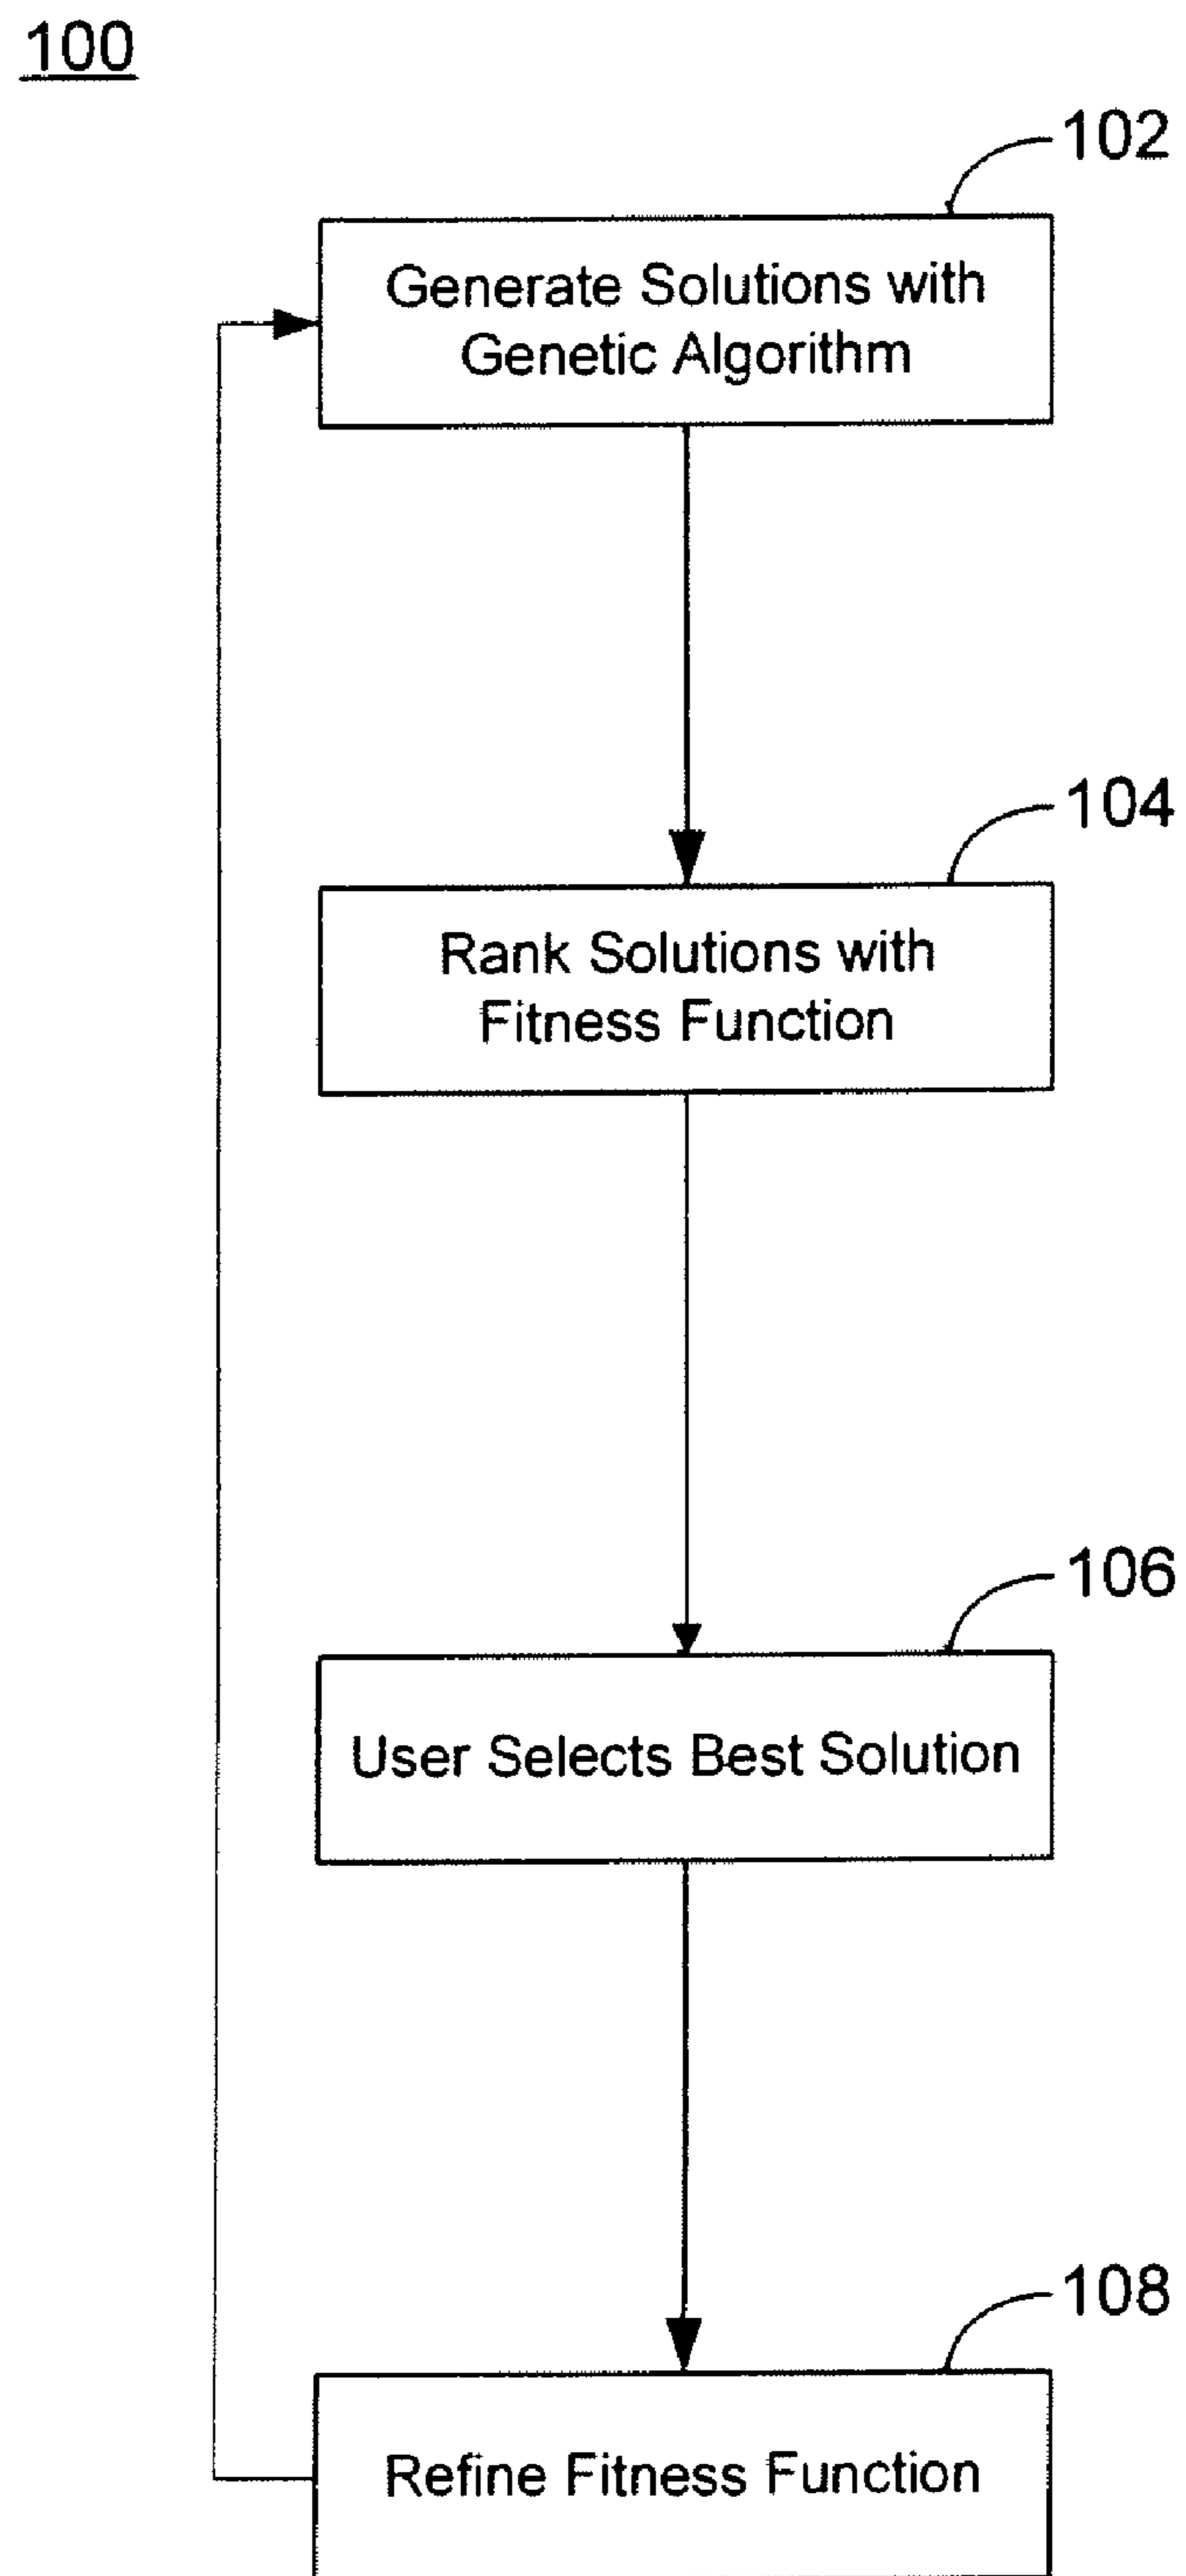 100
102
Generate Solutions with
Genetic Algorithm
104
Rank Solutions with
Fitness Function
106
User Selects Best Solution
108
Refine Fitness Function